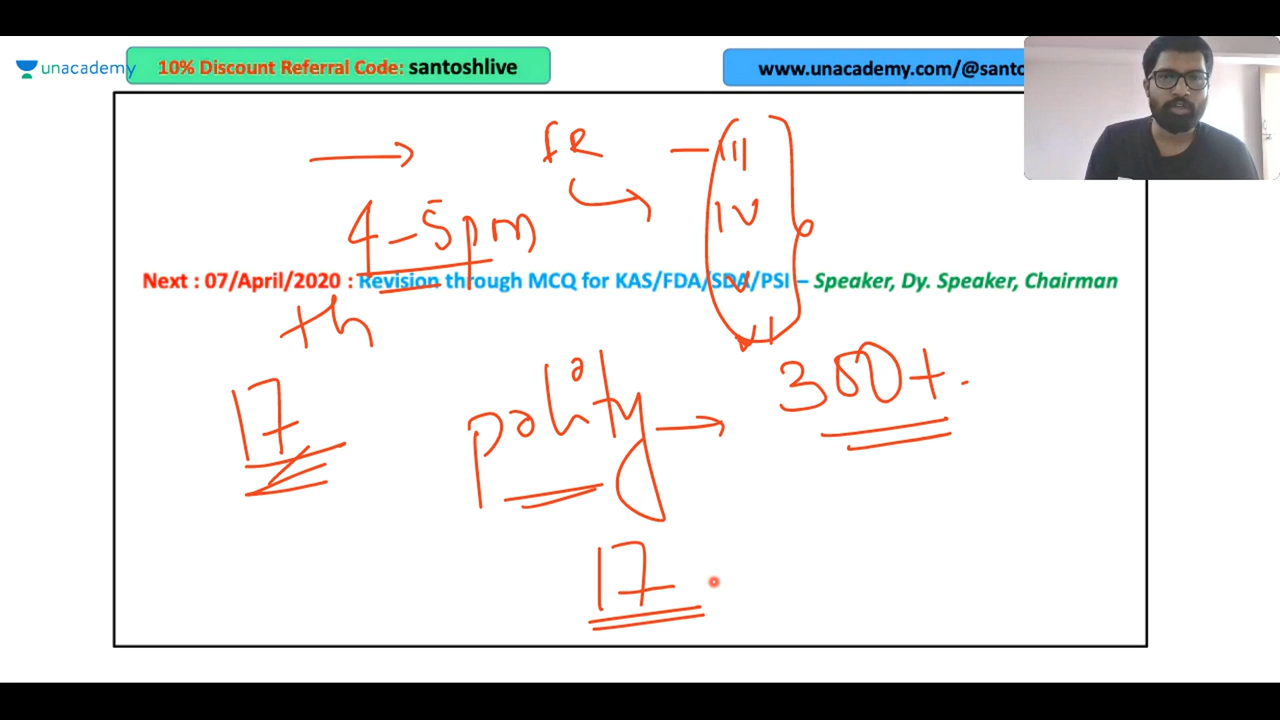 unacademy 10% Discount Referral Code: santoshlive www.unacademy.com/@santo
fR — III
4-5pm IV
Next : 07/April/2020 : Revision through MCQ for KAS/FDA/SDA/PSI – Speaker, Dy. Speaker, Chairman
V
th VI
17 polity → 300+.
17